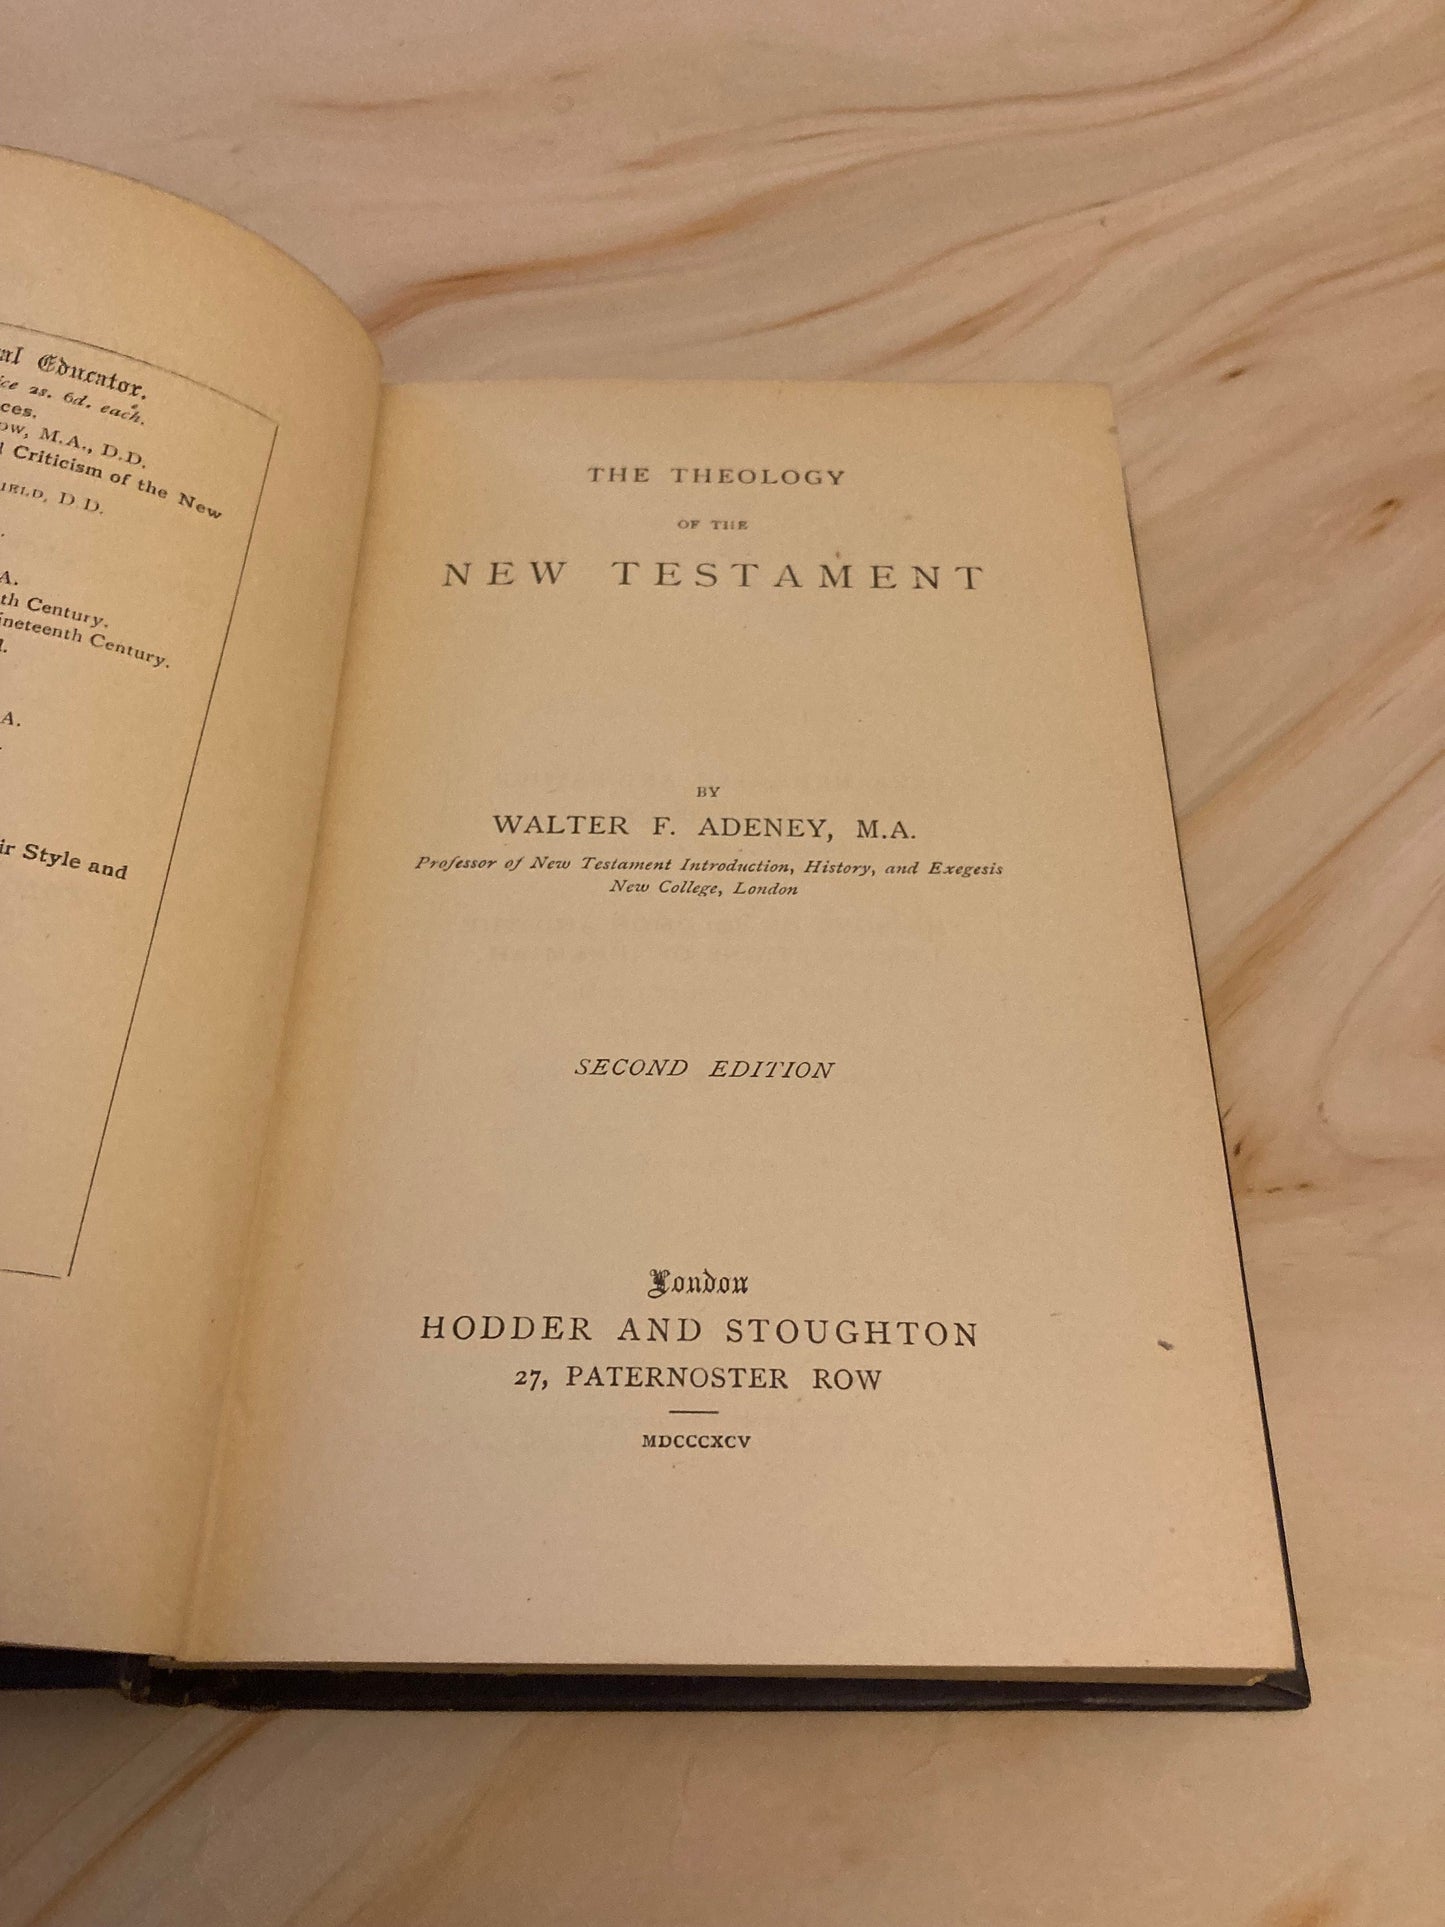 al Educator.
ice 2s. 6d. each.
ces.
ow, M.A., D.D.
l Criticism of the New
IELD, D.D.
A.
th Century.
ineteenth Century.
A.
ir Style and
THE THEOLOGY
OF THE
NEW TESTAMENT
BY
WALTER F. ADENEY, M.A.
Professor of New Testament Introduction, History, and Exegesis
New College, London
SECOND EDITION
London
HODDER AND STOUGHTON
27, PATERNOSTER ROW
MDCCCXCV